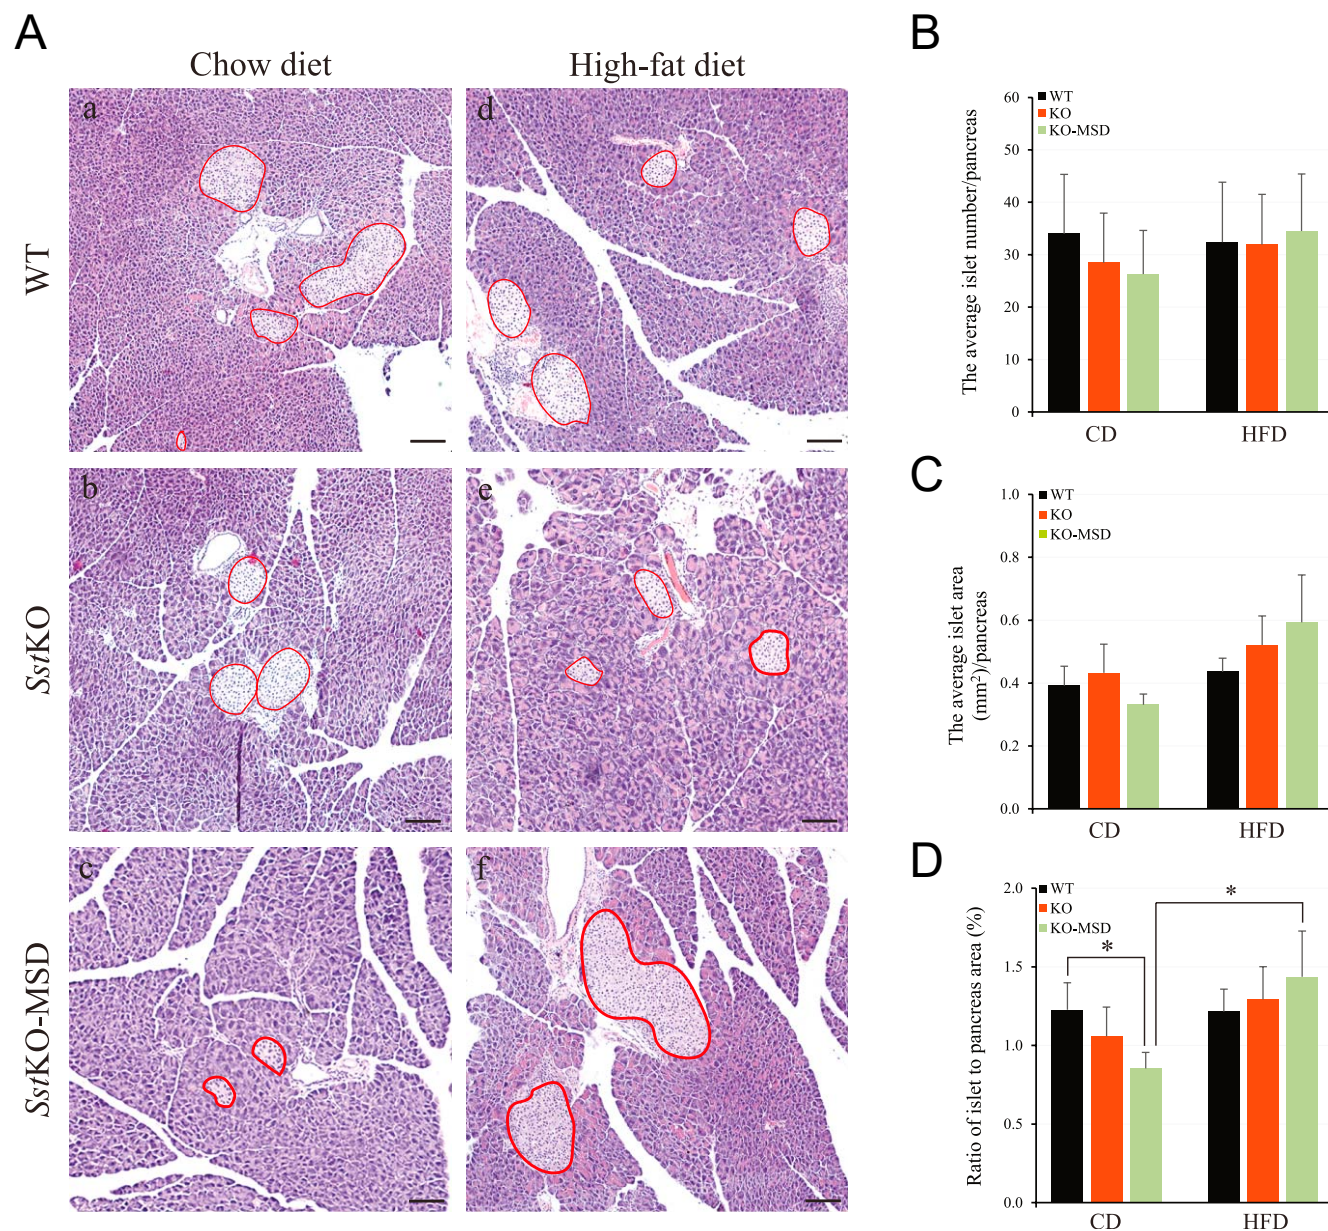 A
Chow diet
High-fat diet
WT
SstKO
SstKO-MSD
a
d
b
e
c
f
B
The average islet number/pancreas
60
50
40
30
20
10
0
WT
KO
KO-MSD
CD
HFD
C
The average islet area
(mm²)/pancreas
1.0
0.8
0.6
0.4
0.2
0.0
WT
KO
KO-MSD
CD
HFD
D
Ratio of islet to pancreas area (%)
2.0
1.5
1.0
0.5
0.0
WT
KO
KO-MSD
*
*
CD
HFD